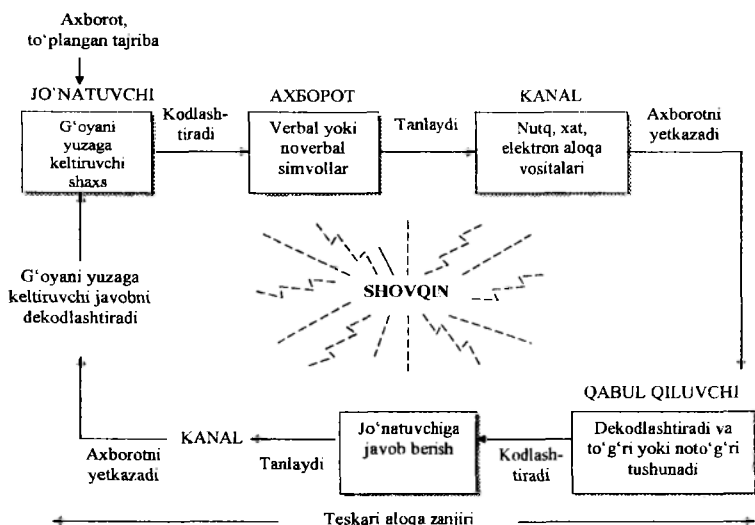 Axborot,
to‘plangan tajriba
JO‘NATUVCHI
G‘oyani
yuzaga
keltiruvchi
shaxs
Kodlash-
tiradi
АХБОРОТ
Verbal yoki
noverbal
simvollar
Tanlaydi
KANAL
Nutq, xat,
elektron aloqa
vositalari
Axborotni
yetkazadi
G‘oyani yuzaga
keltiruvchi javobni
dekodlashtiradi
SHOVQIN
QABUL QILUVCHI
Dekodlashtiradi va
to‘g‘ri yoki noto‘g‘ri
tushunadi
Kodlash-
tiradi
Jo‘natuvchiga
javob berish
Tanlaydi
KANAL
Axborotni
yetkazadi
Teskari aloqa zanjiri